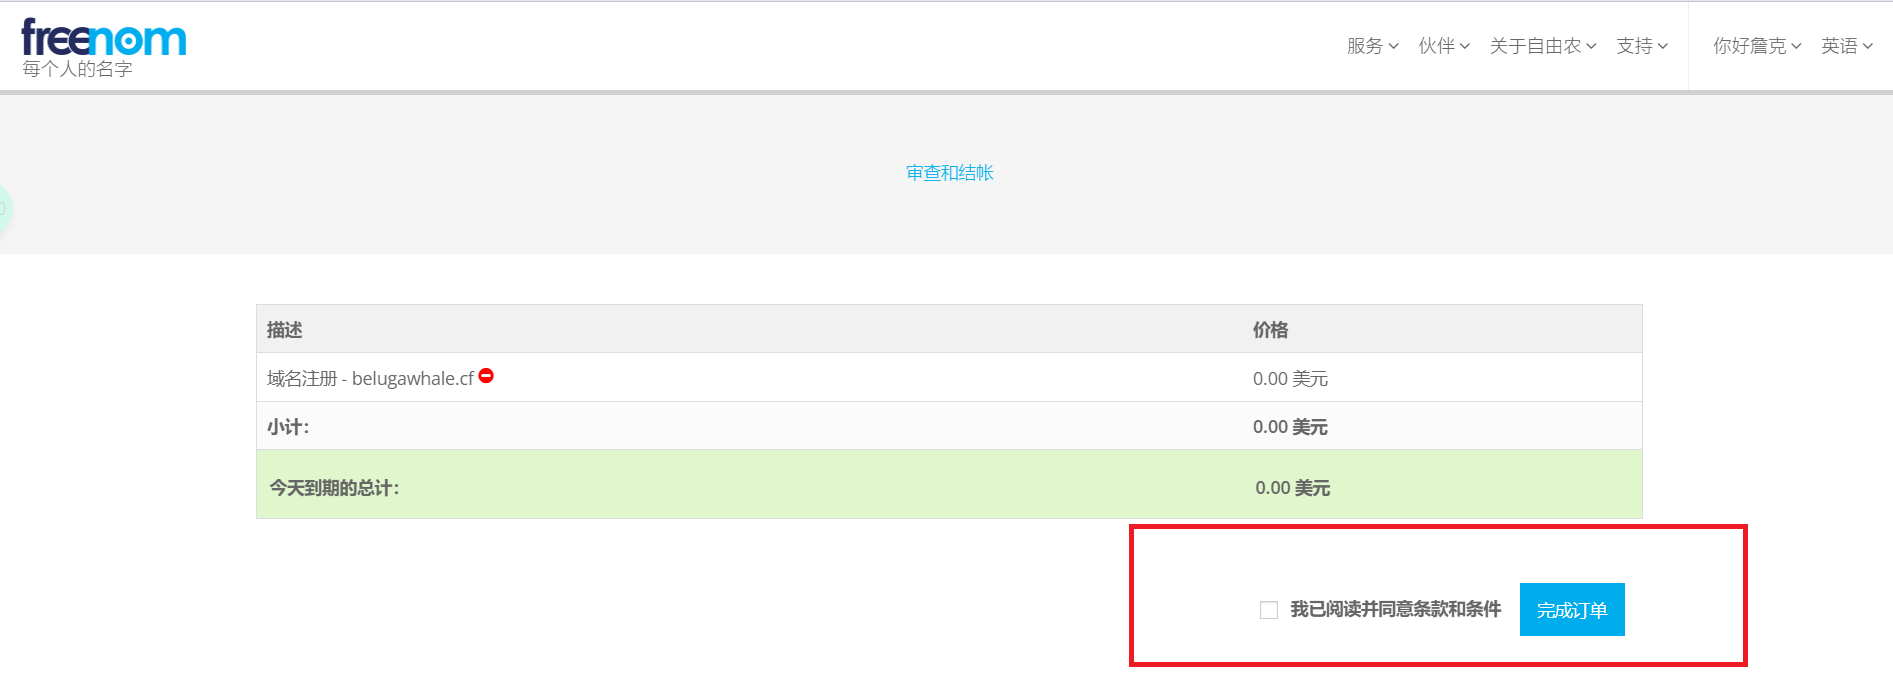 freenom
每个人的名字
服务 伙伴 关于自由农 支持 你好詹克 英语
审查和结帐
描述 价格
域名注册 - belugawhale.cf 0.00 美元
小计： 0.00 美元
今天到期的总计： 0.00 美元
我已阅读并同意条款和条件 完成订单